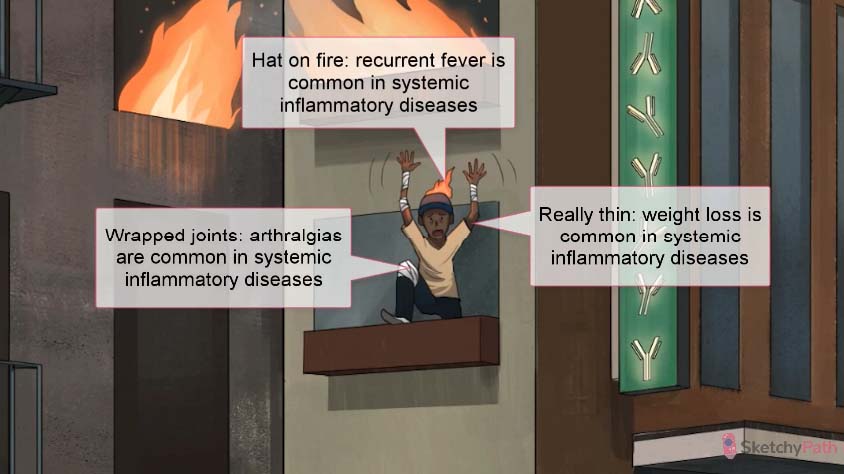 Hat on fire: recurrent fever is
common in systemic
inflammatory diseases
Wrapped joints: arthralgias
are common in systemic
inflammatory diseases
Really thin: weight loss is
common in systemic
inflammatory diseases
SketchyPath